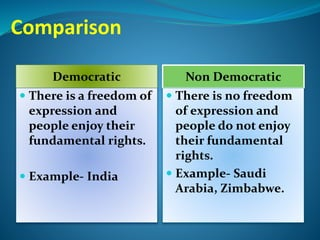 Comparison
Democratic
There is a freedom of
expression and
people enjoy their
fundamental rights.
Example- India
Non Democratic
There is no freedom
of expression and
people do not enjoy
their fundamental
rights.
Example- Saudi
Arabia, Zimbabwe.